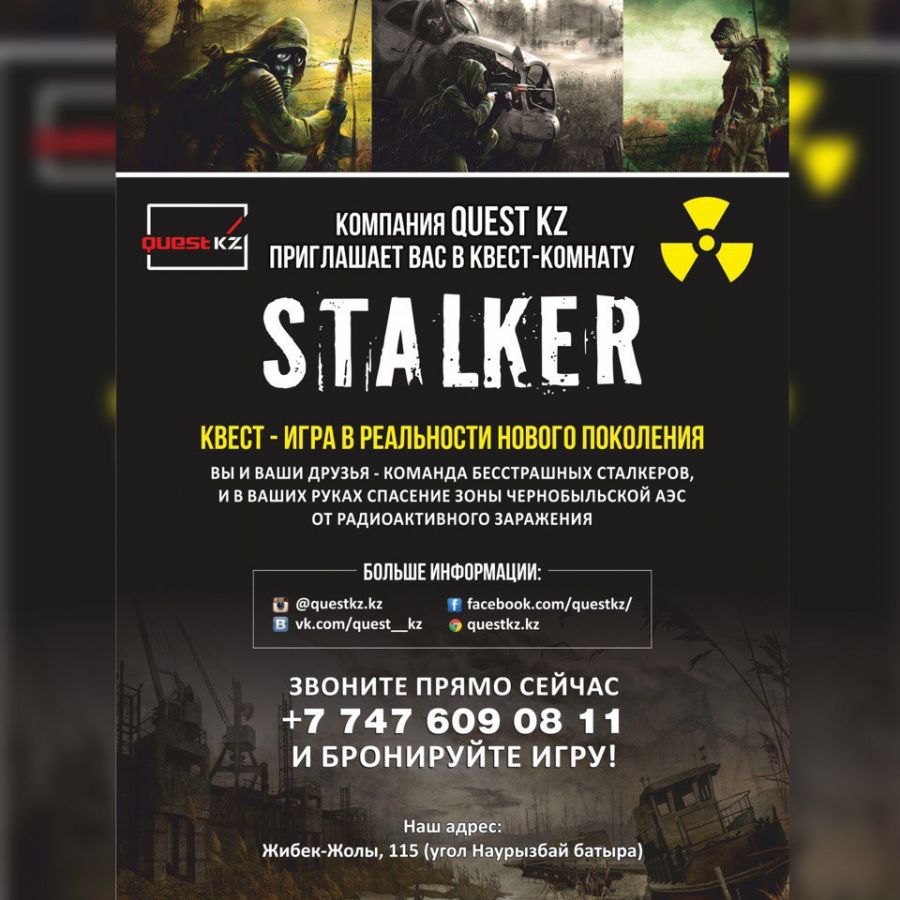 quest KZ
КОМПАНИЯ QUEST KZ
ПРИГЛАШАЕТ ВАС В КВЕСТ-КОМНАТУ
STALKER
КВЕСТ - ИГРА В РЕАЛЬНОСТИ НОВОГО ПОКОЛЕНИЯ
ВЫ И ВАШИ ДРУЗЬЯ - КОМАНДА БЕССТРАШНЫХ СТАЛКЕРОВ,
И В ВАШИХ РУКАХ СПАСЕНИЕ ЗОНЫ ЧЕРНОБЫЛЬСКОЙ АЭС
ОТ РАДИОАКТИВНОГО ЗАРАЖЕНИЯ
БОЛЬШЕ ИНФОРМАЦИИ:
@questkz.kz facebook.com/questkz/
vk.com/quest__kz questkz.kz
ЗВОНИТЕ ПРЯМО СЕЙЧАС
+7 747 609 08 11
И БРОНИРУЙТЕ ИГРУ!
Наш адрес:
Жибек-Жолы, 115 (угол Наурызбай батыра)